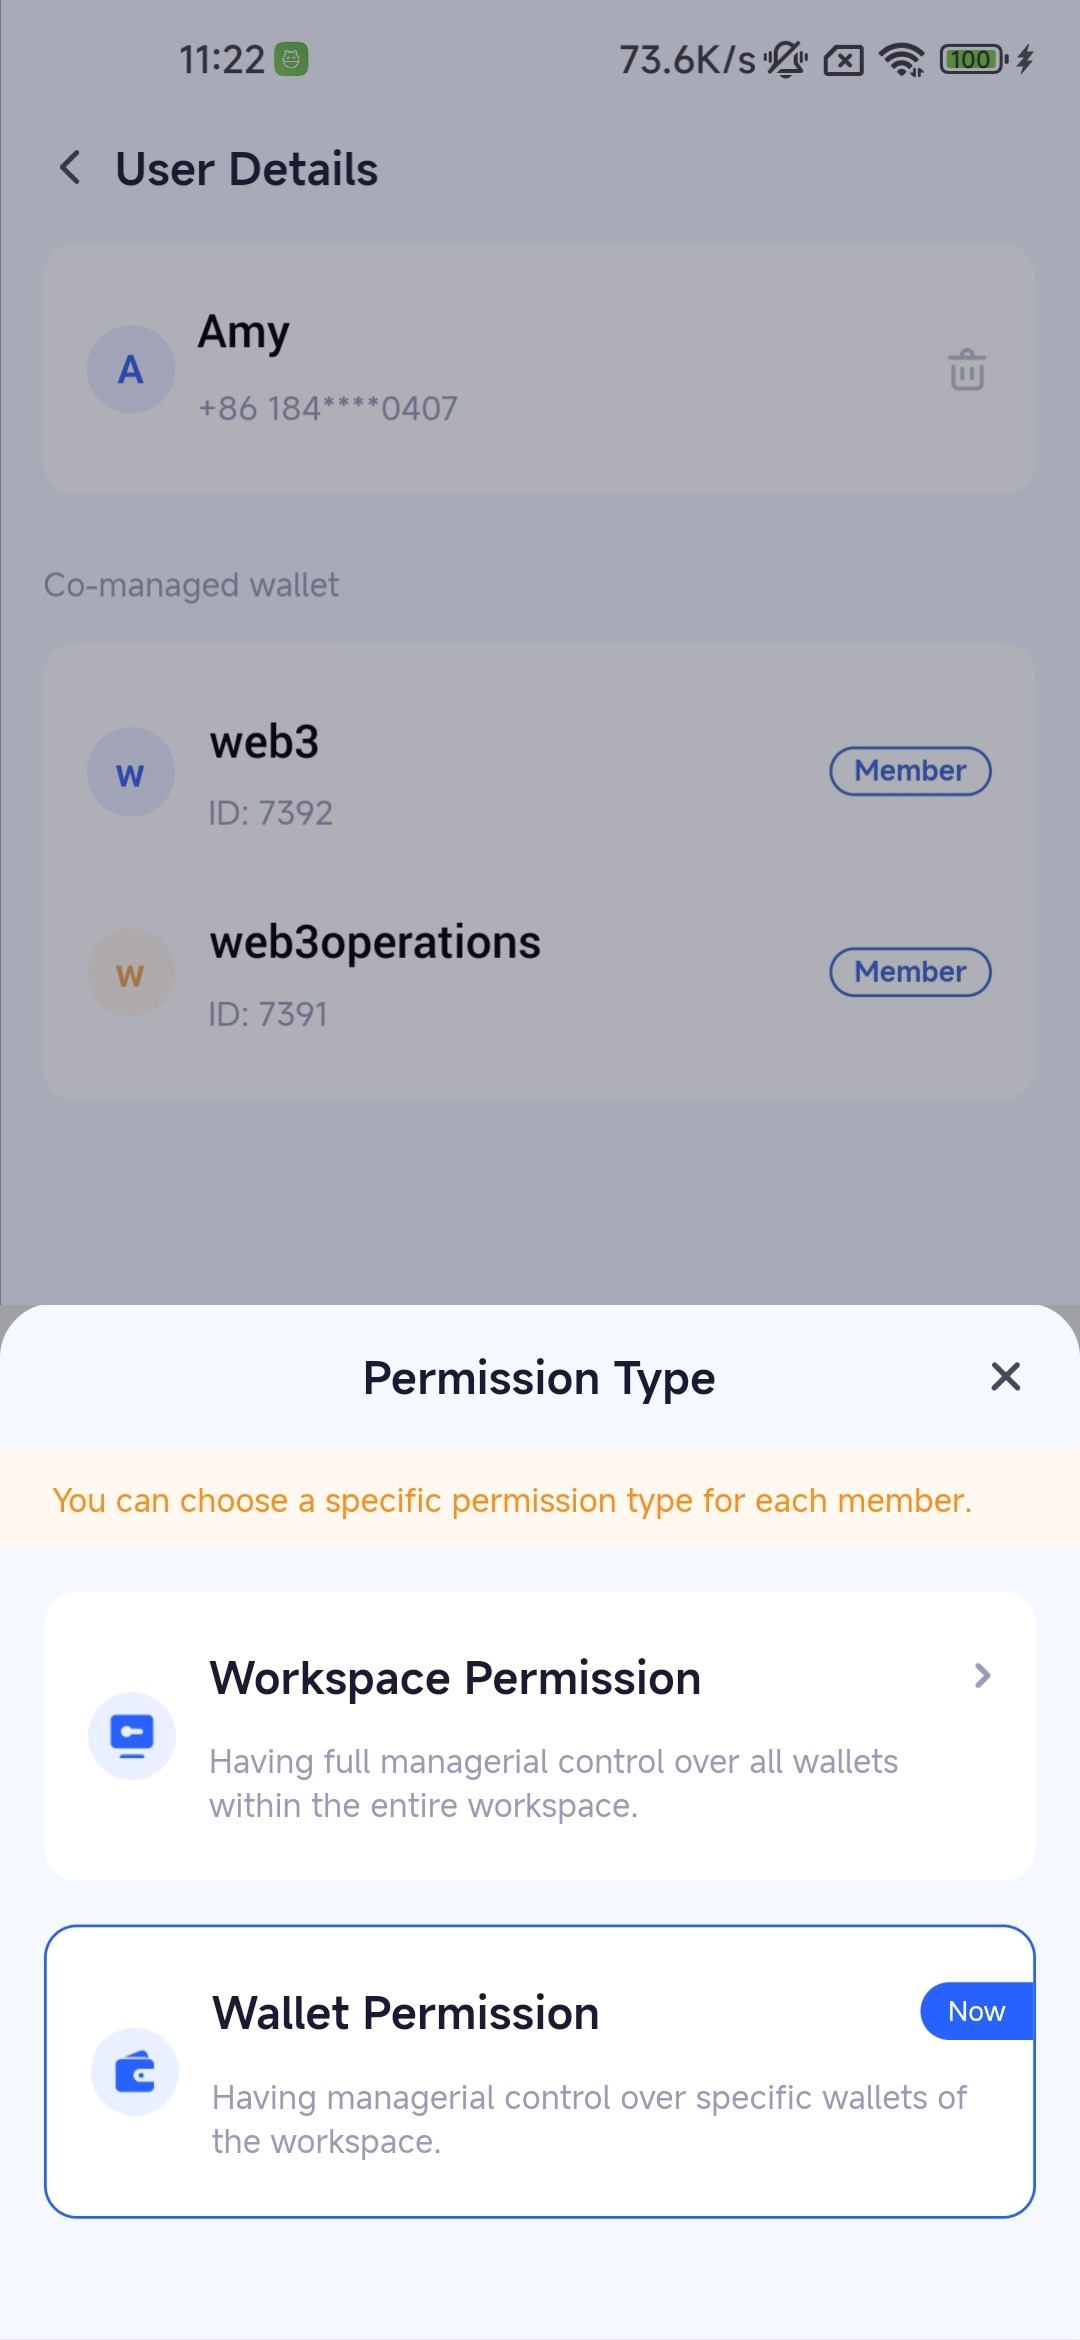 11:22 73.6K/s 100
User Details
A
Amy
+86 184****0407
Co-managed wallet
w
web3
Member
ID: 7392
w
web3operations
Member
ID: 7391
Permission Type
You can choose a specific permission type for each member.
Workspace Permission
Having full managerial control over all wallets
within the entire workspace.
Wallet Permission
Now
Having managerial control over specific wallets of
the workspace.